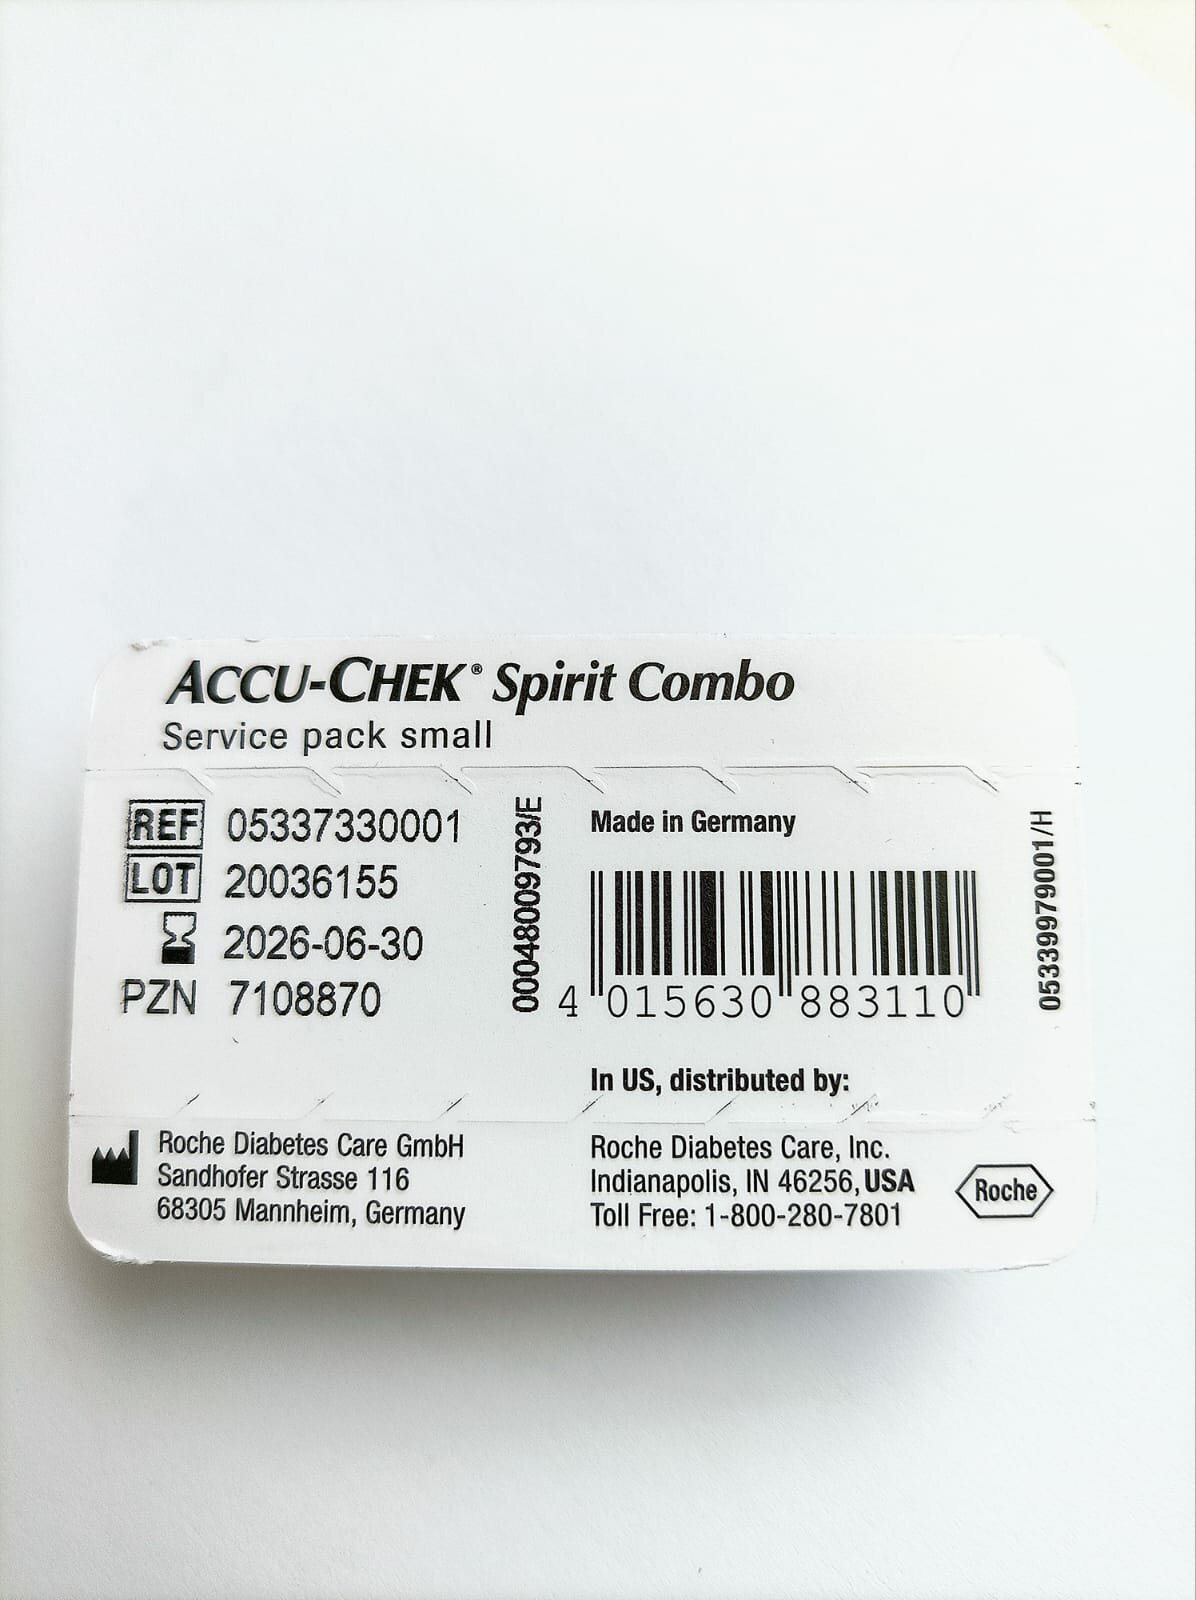 ACCU-CHEK® Spirit Combo
Service pack small
REF 05337330001
LOT 20036155
2026-06-30
PZN 7108870
00048009793/E
Made in Germany
4 015630 883110
05339979001/H
In US, distributed by:
Roche Diabetes Care GmbH
Sandhofer Strasse 116
68305 Mannheim, Germany
Roche Diabetes Care, Inc.
Indianapolis, IN 46256, USA
Toll Free: 1-800-280-7801
Roche